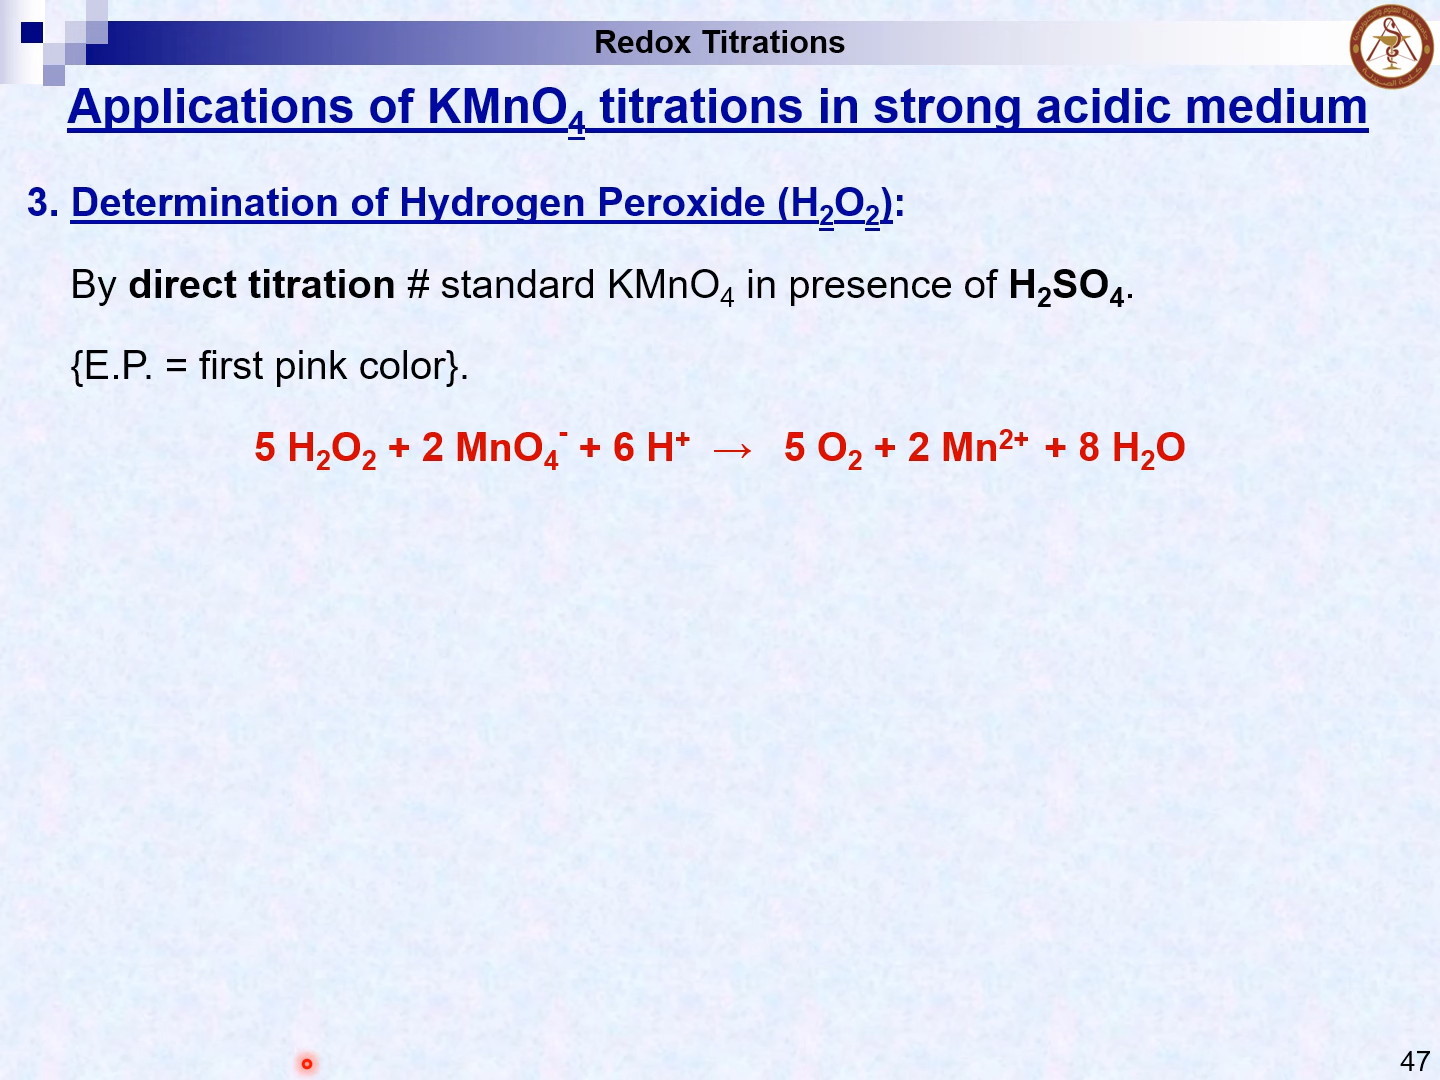 Redox Titrations
Applications of KMnO₄ titrations in strong acidic medium
3. Determination of Hydrogen Peroxide (H₂O₂):
By direct titration # standard KMnO₄ in presence of H₂SO₄.
{E.P. = first pink color}.
5 H₂O₂ + 2 MnO₄⁻ + 6 H⁺ → 5 O₂ + 2 Mn²⁺ + 8 H₂O
47